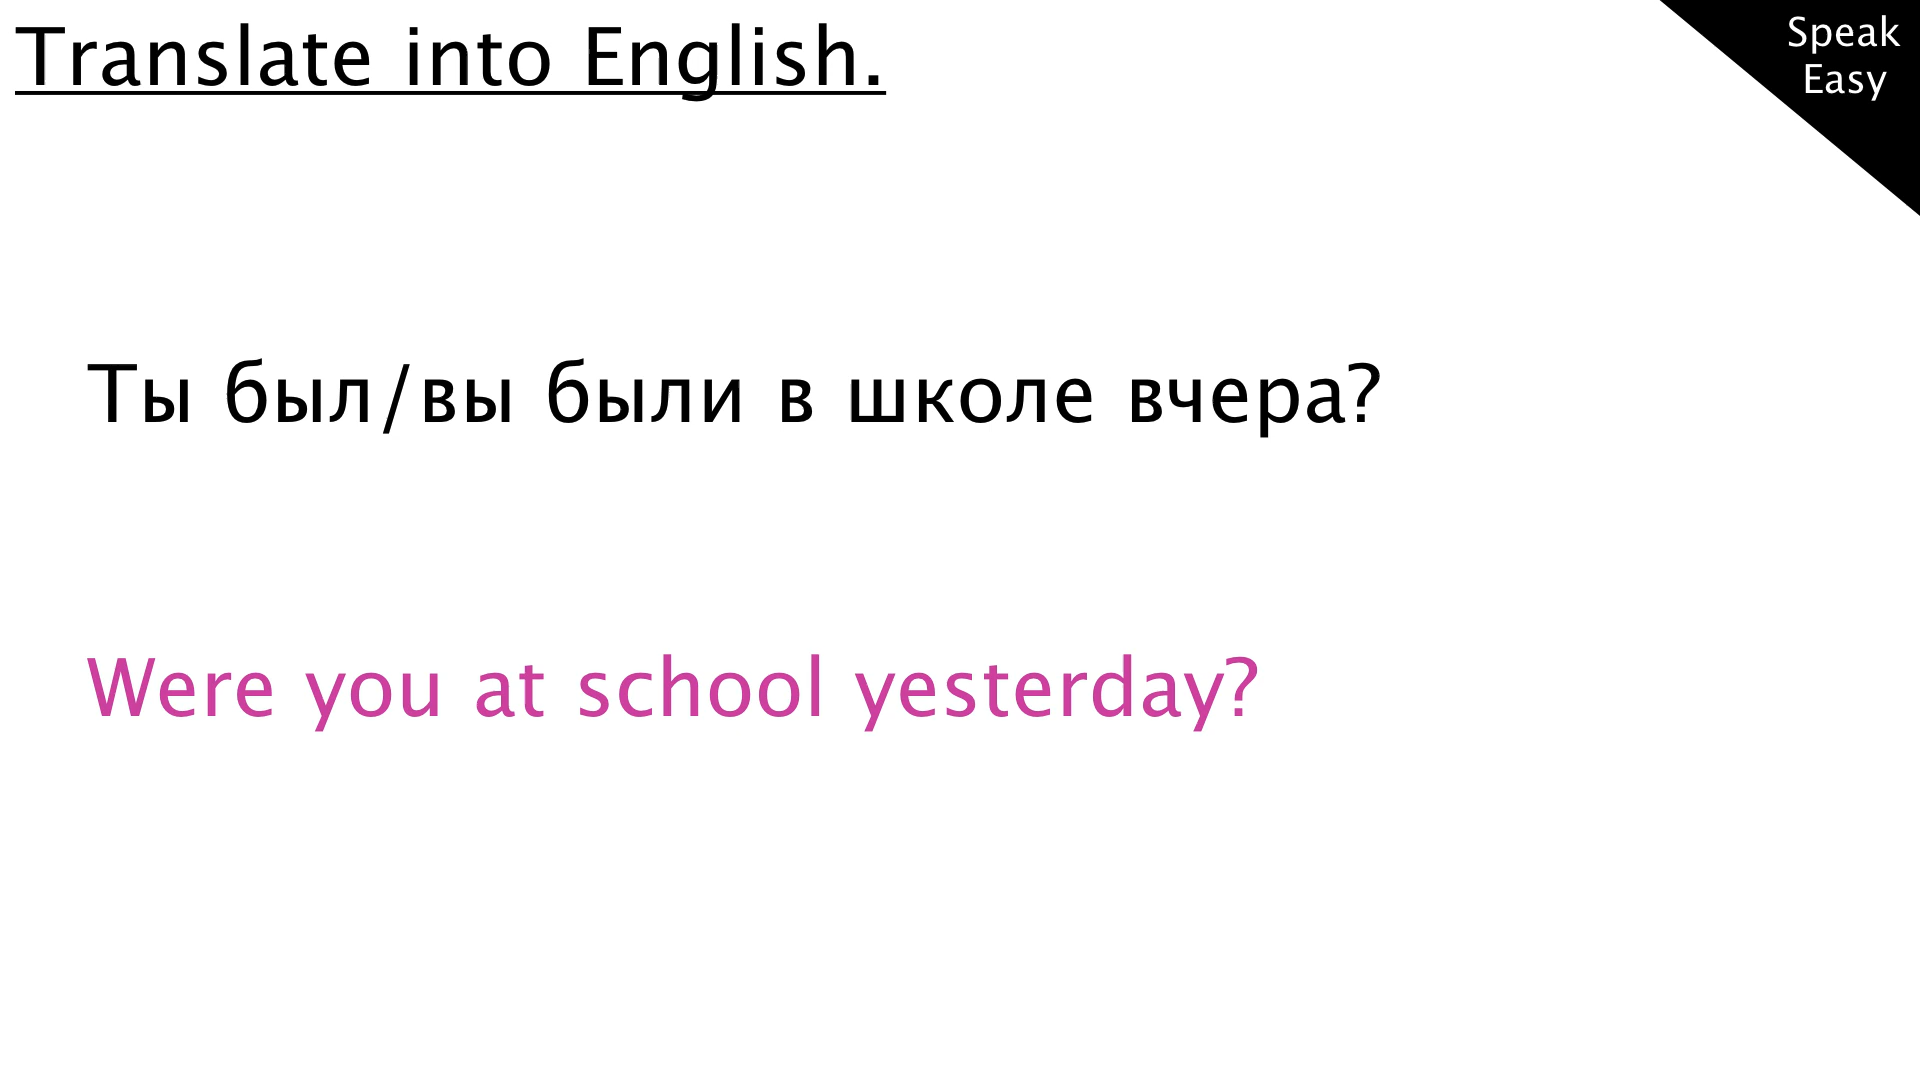 Translate into English.
Speak
Easy
Ты был/вы были в школе вчера?
Were you at school yesterday?